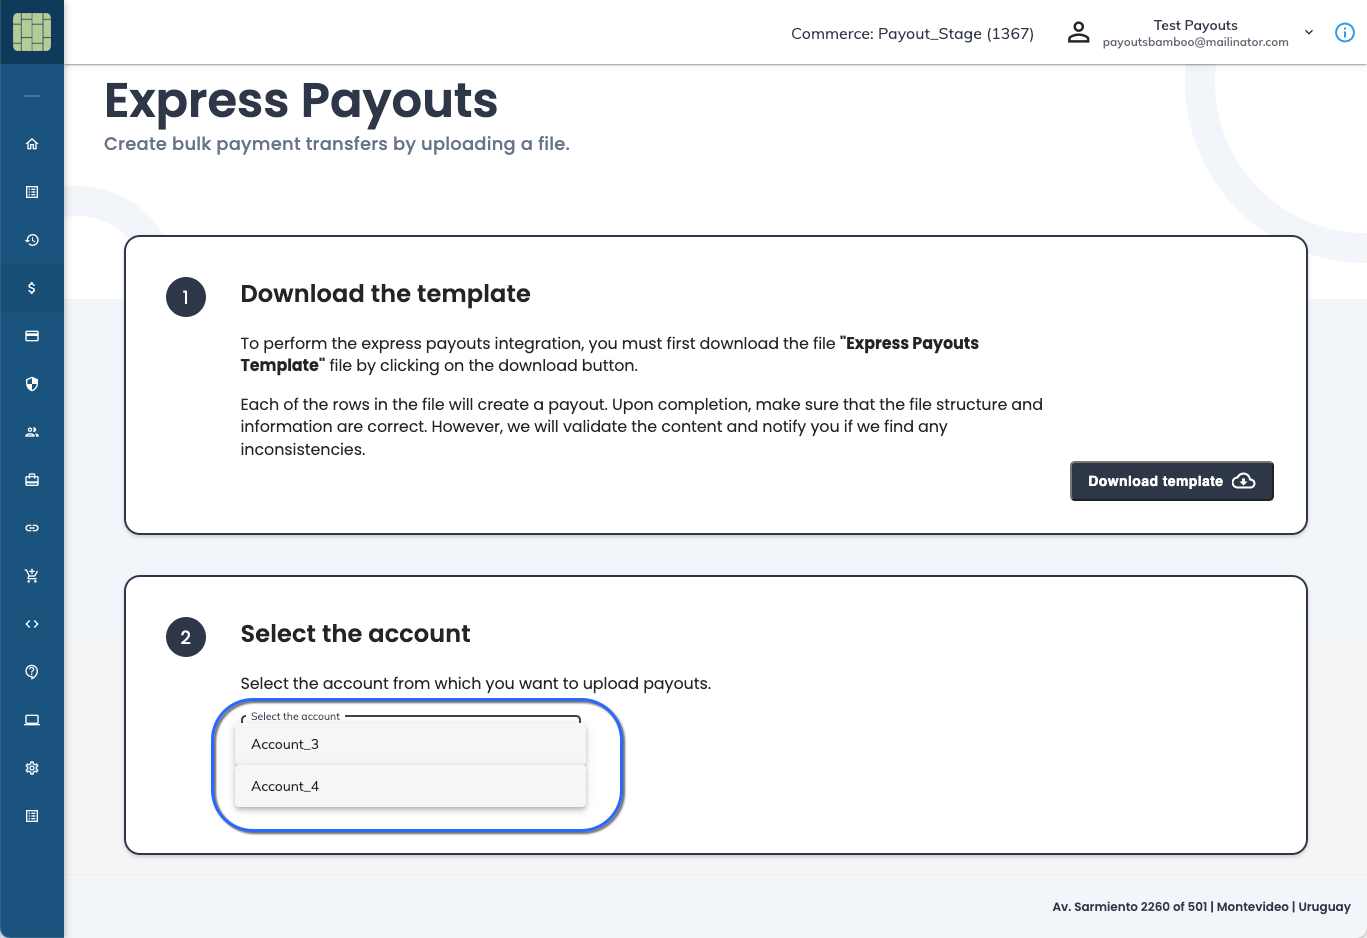 Commerce: Payout_Stage (1367)
Test Payouts
payoutsbamboo@mailinator.com
Express Payouts
Create bulk payment transfers by uploading a file.
1
Download the template
To perform the express payouts integration, you must first download the file "Express Payouts
Template" file by clicking on the download button.
Each of the rows in the file will create a payout. Upon completion, make sure that the file structure and
information are correct. However, we will validate the content and notify you if we find any
inconsistencies.
Download template
2
Select the account
Select the account from which you want to upload payouts.
Select the account
Account_3
Account_4
Av. Sarmiento 2260 of 501 | Montevideo | Uruguay